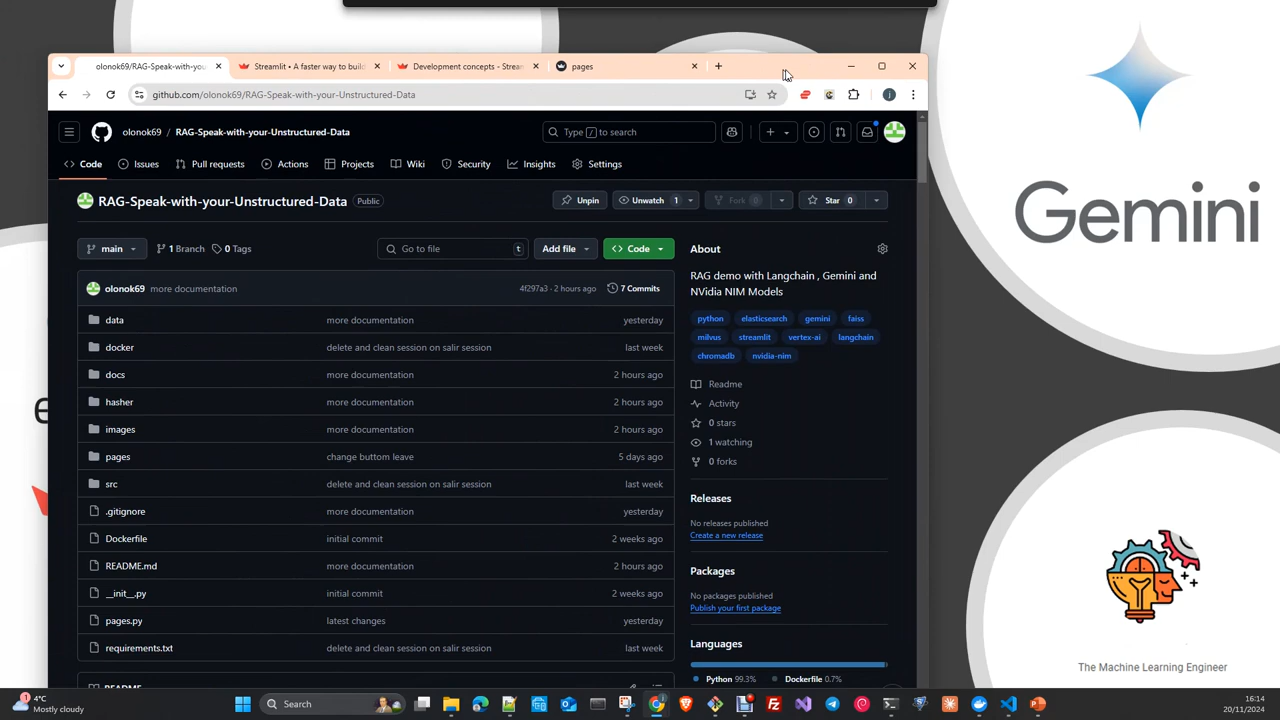 olonok69/RAG-Speak-with-you
Streamlit • A faster way to build
Development concepts - Stream
pages
github.com/olonok69/RAG-Speak-with-your-Unstructured-Data
olonok69 / RAG-Speak-with-your-Unstructured-Data
Type / to search
Code Issues Pull requests Actions Projects Wiki Security Insights Settings
RAG-Speak-with-your-Unstructured-Data Public
Unpin Unwatch 1 Fork 0 Star 0
main 1 Branch 0 Tags Go to file t Add file Code
olonok69 more documentation 4f297a3 · 2 hours ago 7 Commits
data more documentation yesterday
docker delete and clean session on salir session last week
docs more documentation 2 hours ago
hasher more documentation 2 hours ago
images more documentation 2 hours ago
pages change buttom leave 5 days ago
src delete and clean session on salir session last week
.gitignore more documentation yesterday
Dockerfile initial commit 2 weeks ago
README.md more documentation 2 hours ago
__init__.py initial commit 2 weeks ago
pages.py latest changes yesterday
requirements.txt delete and clean session on salir session last week
README
About
RAG demo with Langchain , Gemini and
NVidia NIM Models
python elasticsearch gemini faiss
milvus streamlit vertex-ai langchain
chromadb nvidia-nim
Readme
Activity
0 stars
1 watching
0 forks
Releases
No releases published
Create a new release
Packages
No packages published
Publish your first package
Languages
Python 99.3% Dockerfile 0.7%
Gemini
The Machine Learning Engineer
e
1
4°C
Mostly cloudy
Search
16:14
20/11/2024